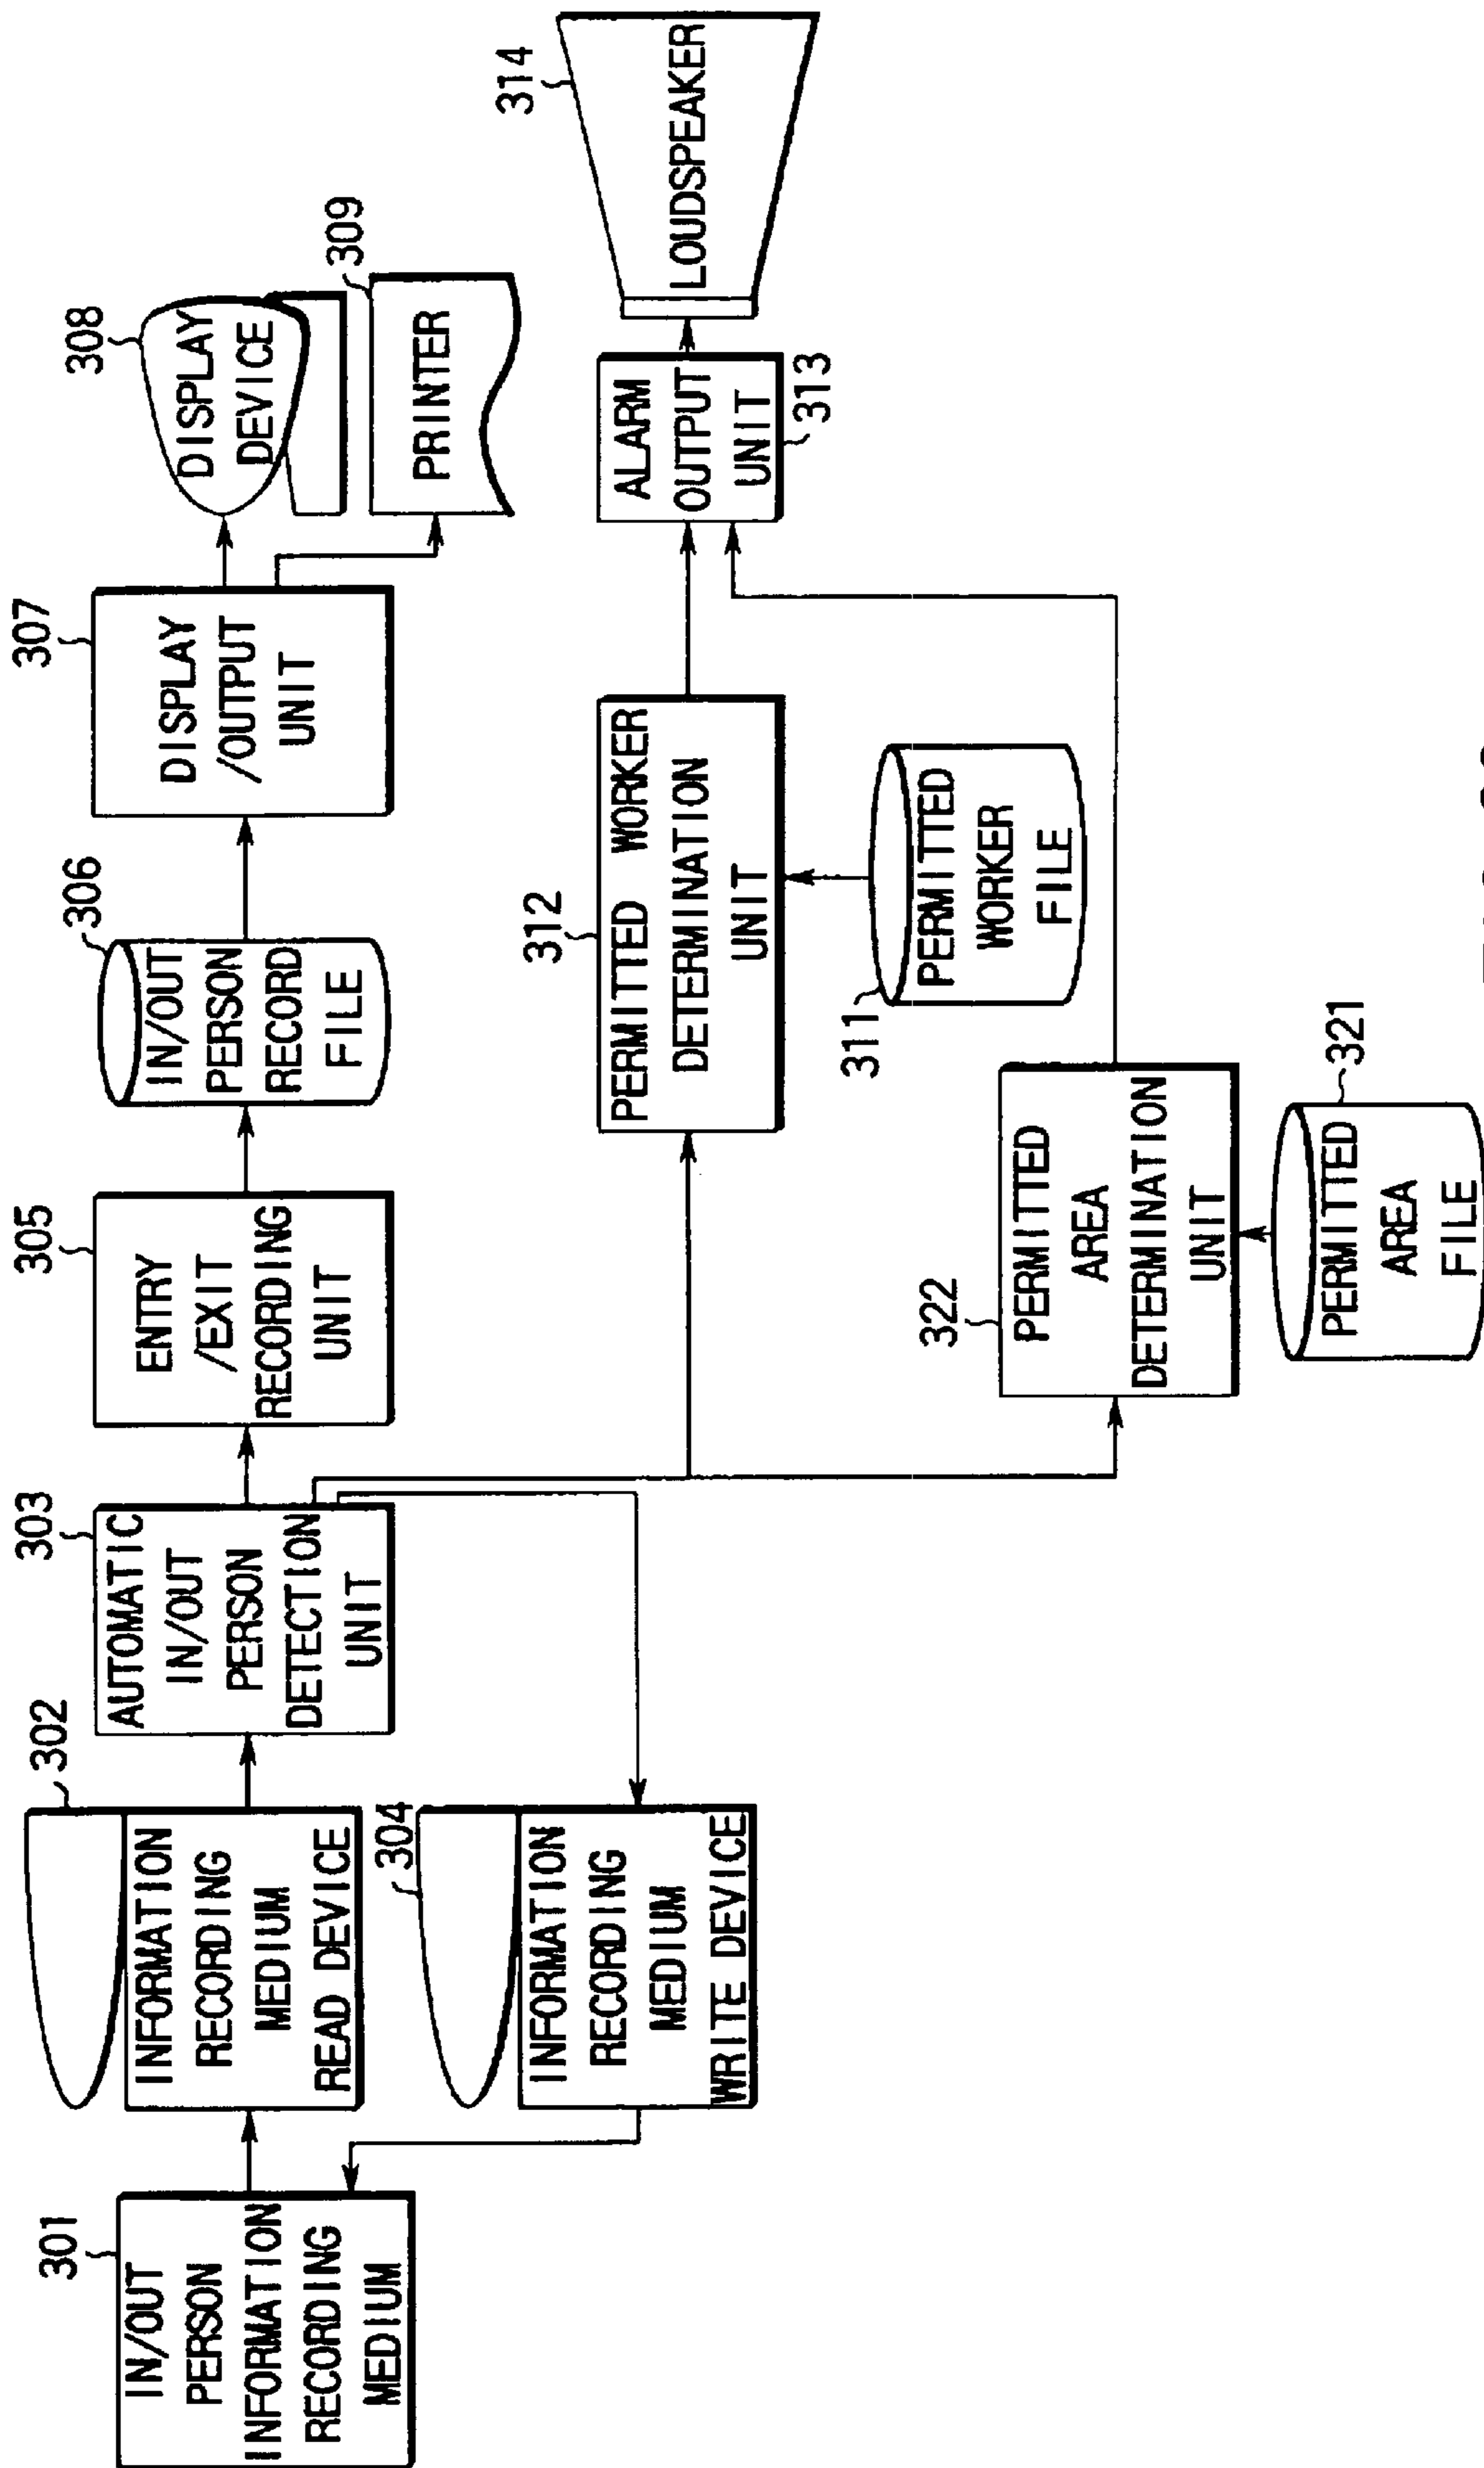 301
IN/OUT
PERSON
INFORMATION
RECORDING
MEDIUM
302
INFORMATION
RECORDING
MEDIUM
READ DEVICE
304
INFORMATION
RECORDING
MEDIUM
WRITE DEVICE
303
AUTOMATIC
IN/OUT
PERSON
DETECTION
UNIT
305
ENTRY
/EXIT
RECORDING
UNIT
306
IN/OUT
PERSON
RECORD
FILE
307
DISPLAY
/OUTPUT
UNIT
308
DISPLAY
DEVICE
309
PRINTER
312
PERMITTED WORKER
DETERMINATION
UNIT
311
PERMITTED
WORKER
FILE
ALARM
OUTPUT
UNIT
313
314
LOUDSPEAKER
322
PERMITTED
AREA
DETERMINATION
UNIT
321
PERMITTED
AREA
FILE